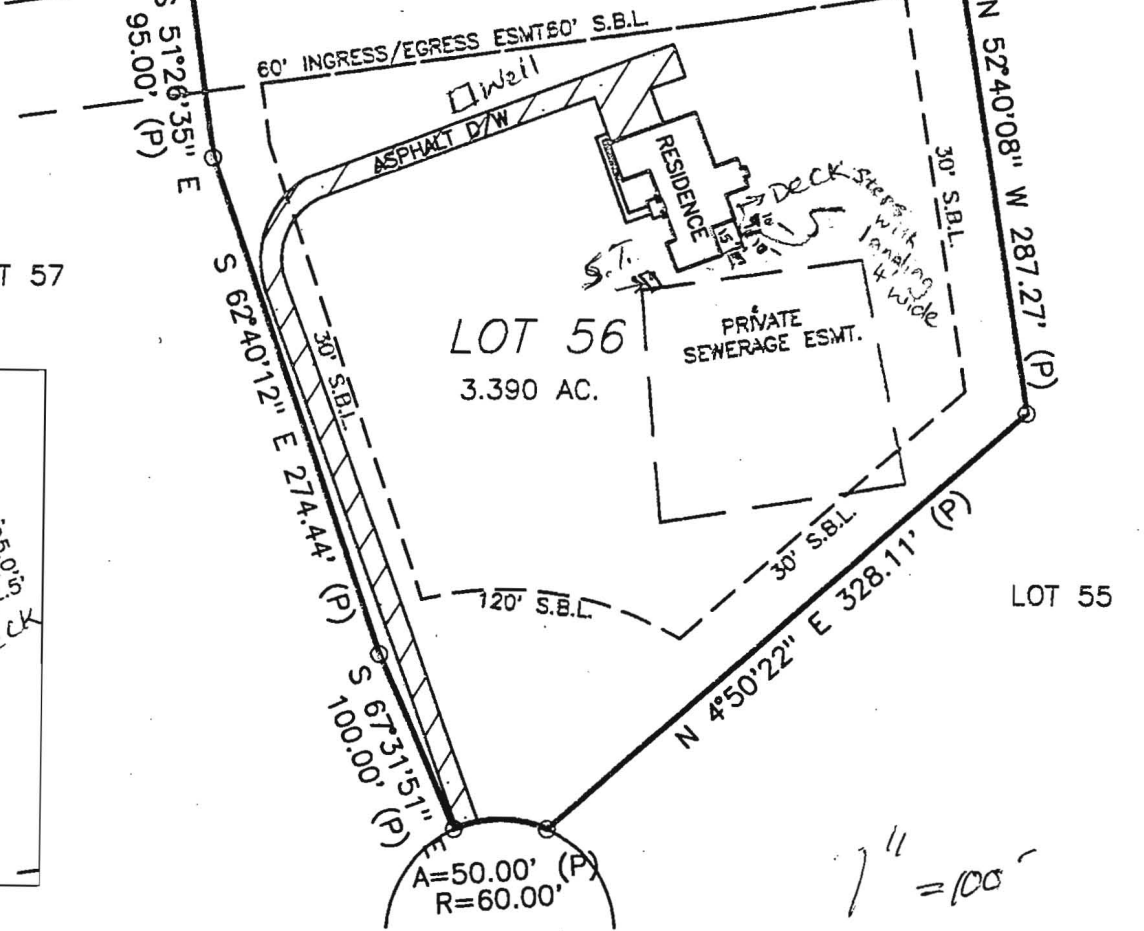 S 51°26'35" E
95.00' (P)
60' INGRESS/EGRESS ESMT
60' S.B.L.
N 52°40'08" W 287.27' (P)
Well
ASPHALT D/W
RESIDENCE
30' S.B.L.
DECK steps
with
landing
4' wide
15'
10'
S.T.
T 57
S 62°40'12" E 274.44' (P)
30' S.B.L.
LOT 56
3.390 AC.
PRIVATE
SEWERAGE ESMT.
30' S.B.L.
120' S.B.L.
N 4°50'22" E 328.11' (P)
LOT 55
S 67°31'51" E
100.00' (P)
A=50.00' (P)
R=60.00'
1" = 100'